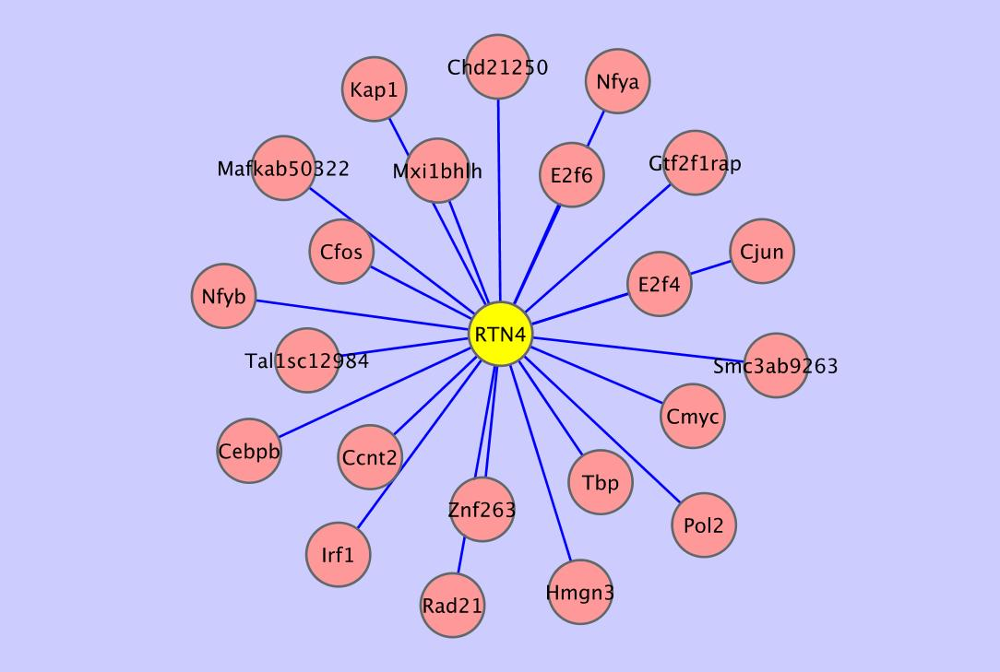 Chd21250
Nfya
Kap1
Gtf2f1rap
Mafkab50322
Mxi1bhlh
E2f6
Cfos
Cjun
E2f4
Nfyb
RTN4
Tal1sc12984
Smc3ab9263
Cmyc
Cebpb
Ccnt2
Tbp
Znf263
Pol2
Irf1
Hmgn3
Rad21